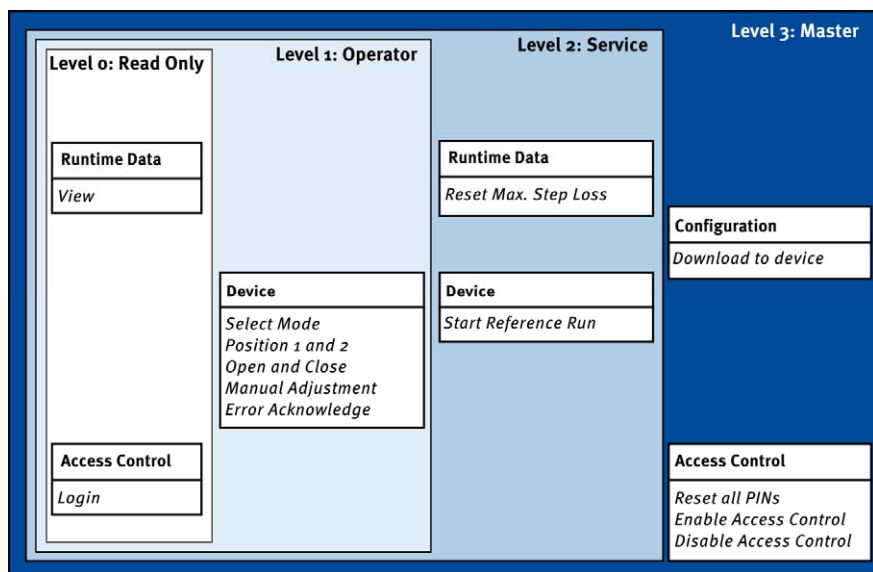 Level 3: Master
Level 2: Service
Level 1: Operator
Level 0: Read Only
Runtime Data
View
Access Control
Login
Device
Select Mode
Position 1 and 2
Open and Close
Manual Adjustment
Error Acknowledge
Runtime Data
Reset Max. Step Loss
Device
Start Reference Run
Configuration
Download to device
Access Control
Reset all PINs
Enable Access Control
Disable Access Control